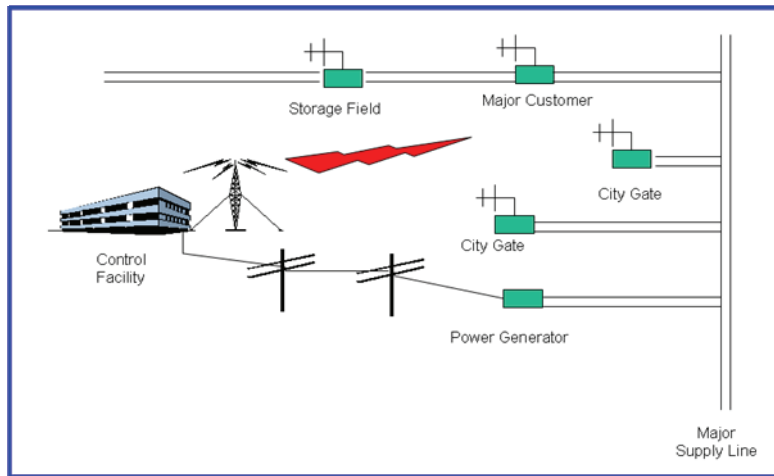 Storage Field
Major Customer
City Gate
City Gate
Control
Facility
Power Generator
Major
Supply Line